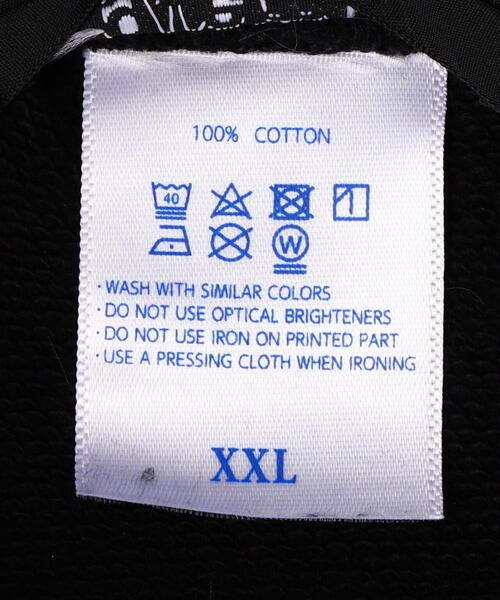 100% COTTON
40
W
· WASH WITH SIMILAR COLORS
· DO NOT USE OPTICAL BRIGHTENERS
· DO NOT USE IRON ON PRINTED PART
· USE A PRESSING CLOTH WHEN IRONING
XXL